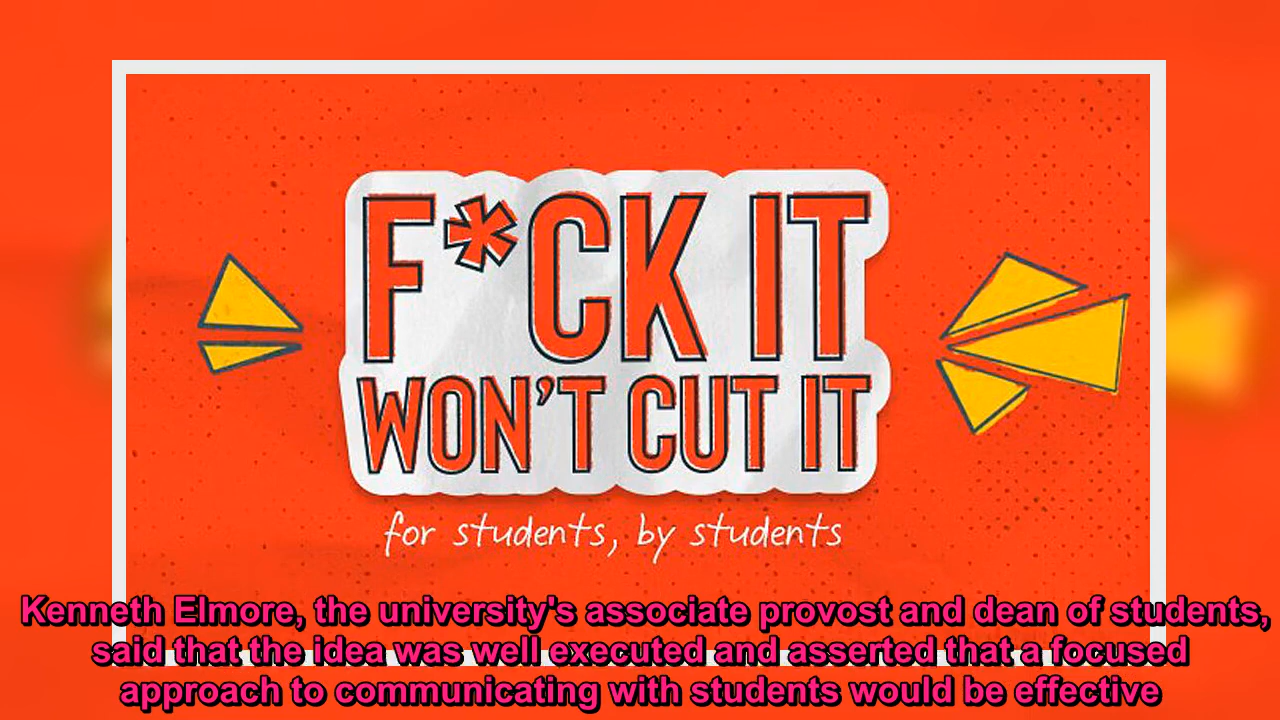 F*CK IT
WON'T CUT IT
for students, by students
Kenneth Elmore, the university's associate provost and dean of students,
said that the idea was well executed and asserted that a focused
approach to communicating with students would be effective